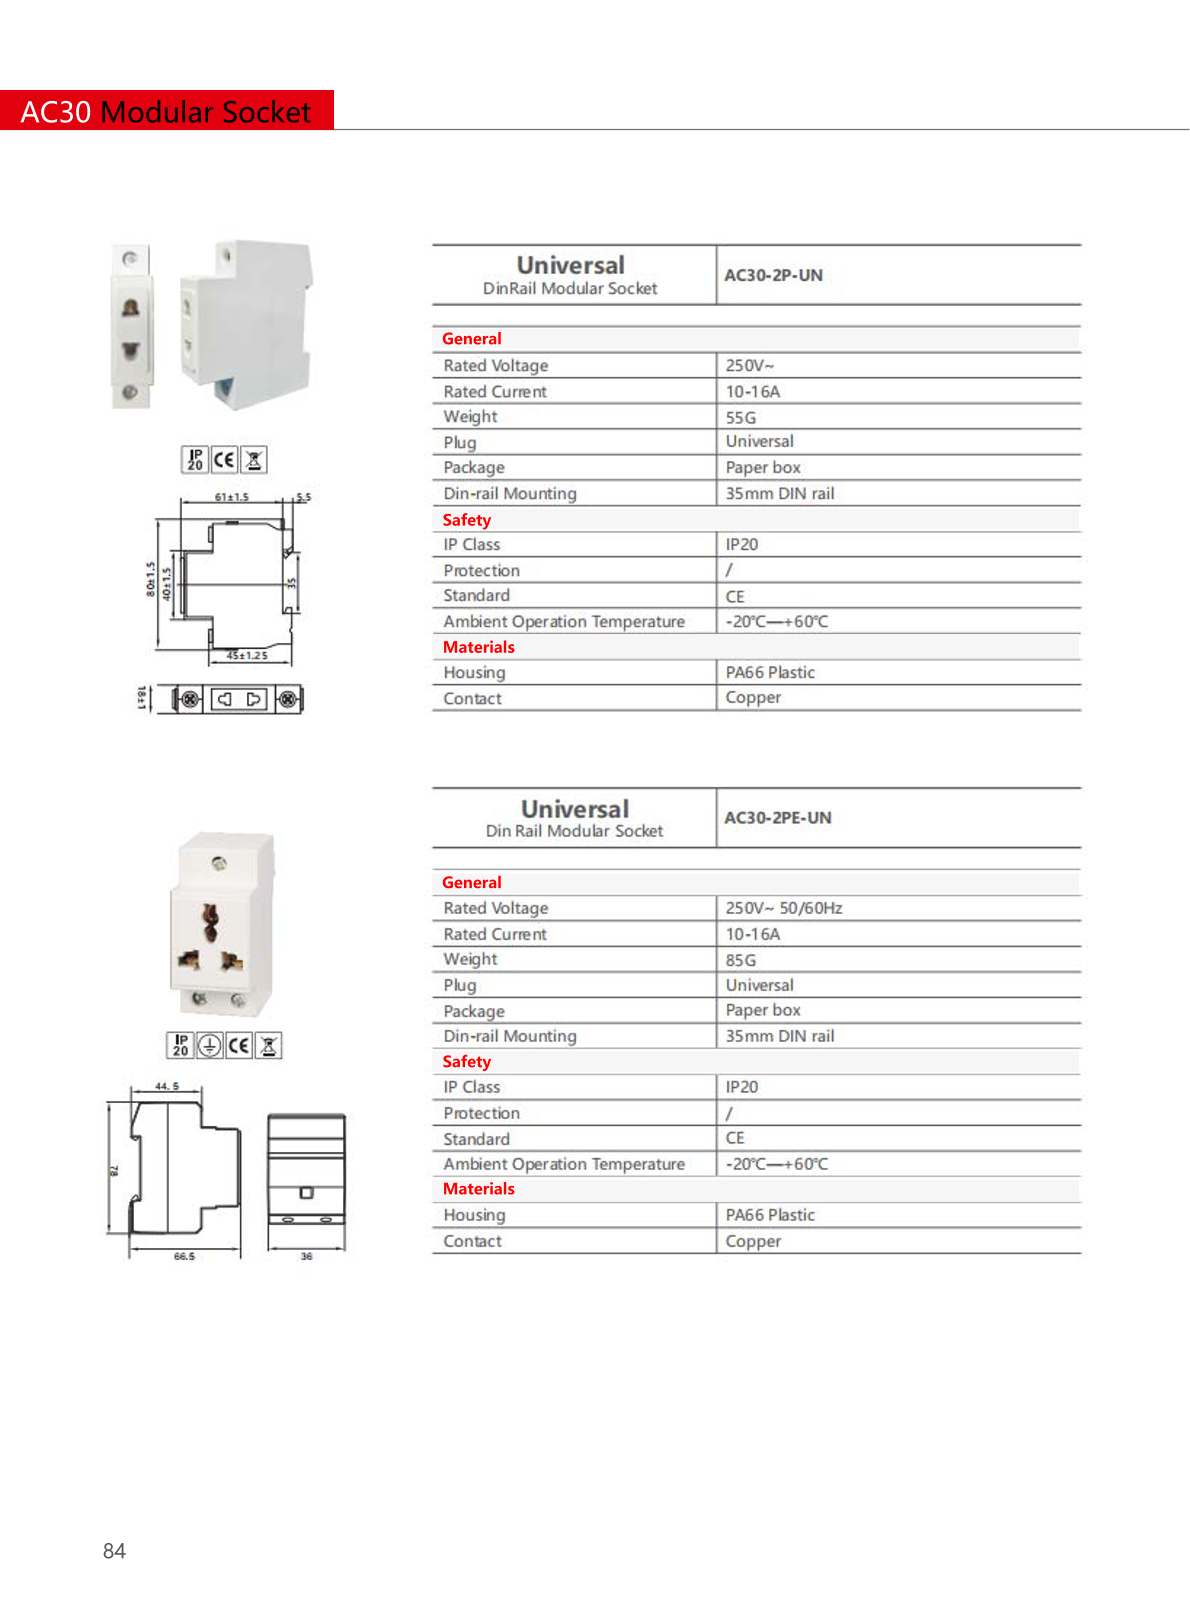 AC30 Modular Socket
Universal
DinRail Modular Socket
AC30-2P-UN
General
Rated Voltage 250V~
Rated Current 10-16A
Weight 55G
Plug Universal
Package Paper box
Din-rail Mounting 35mm DIN rail
Safety
IP Class IP20
Protection /
Standard CE
Ambient Operation Temperature -20℃—+60℃
Materials
Housing PA66 Plastic
Contact Copper
IP
20
CE
61±1.5
5.5
80±1.5
40±1.5
35
45±1.25
18±1
Universal
Din Rail Modular Socket
AC30-2PE-UN
General
Rated Voltage 250V~ 50/60Hz
Rated Current 10-16A
Weight 85G
Plug Universal
Package Paper box
Din-rail Mounting 35mm DIN rail
Safety
IP Class IP20
Protection /
Standard CE
Ambient Operation Temperature -20℃—+60℃
Materials
Housing PA66 Plastic
Contact Copper
IP
20
CE
44.5
78
66.5
36
84